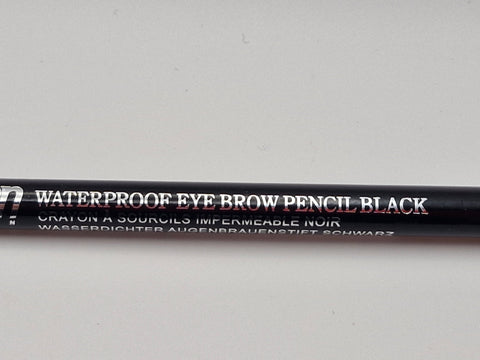 WATERPROOF EYE BROW PENCIL BLACK
CRAYON À SOURCILS IMPERMEABLE NOIR
WASSERDICHTER AUGENBRAUENSTIFT SCHWARZ